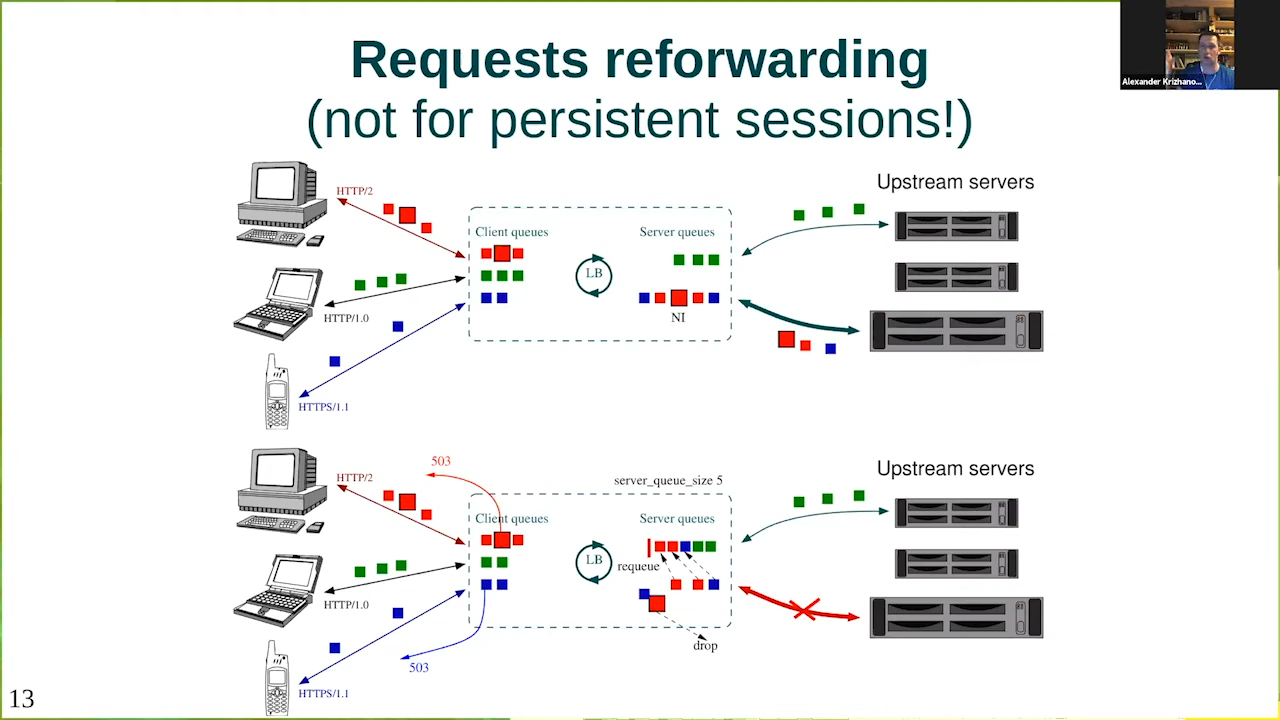 Requests reforwarding
(not for persistent sessions!)
Alexander Krizhano...
HTTP/2
HTTP/1.0
HTTPS/1.1
Client queues
LB
Server queues
NI
Upstream servers
HTTP/2
503
HTTP/1.0
HTTPS/1.1
503
server_queue_size 5
Client queues
LB
Server queues
requeue
drop
Upstream servers
13